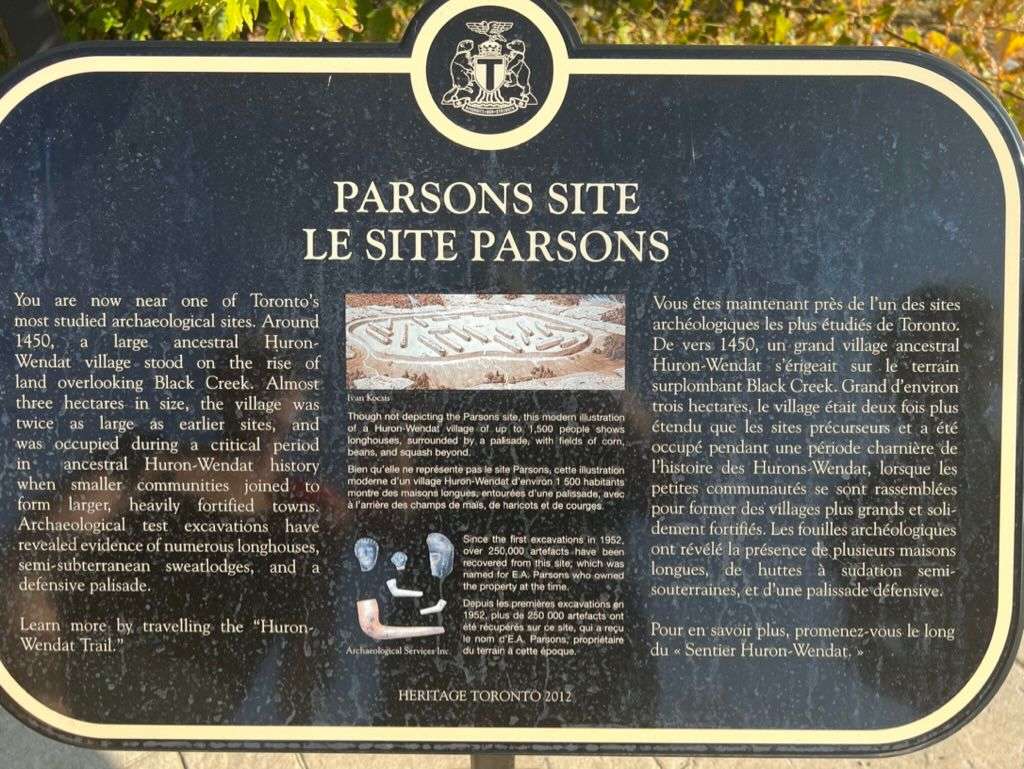 T
PARSONS SITE
LE SITE PARSONS
You are now near one of Toronto's
most studied archaeological sites. Around
1450, a large ancestral Huron-
Wendat village stood on the rise of
land overlooking Black Creek. Almost
three hectares in size, the village was
twice as large as earlier sites, and
was occupied during a critical period
in ancestral Huron-Wendat history
when smaller communities joined to
form larger, heavily fortified towns.
Archaeological test excavations have
revealed evidence of numerous longhouses,
semi-subterranean sweatlodges, and a
defensive palisade.
Learn more by travelling the "Huron-
Wendat Trail."
Ivan Kocsis
Though not depicting the Parsons site, this modern illustration
of a Huron-Wendat village of up to 1,500 people shows
longhouses, surrounded by a palisade, with fields of corn,
beans, and squash beyond.
Bien qu'elle ne représente pas le site Parsons, cette illustration
moderne d'un village Huron-Wendat d'environ 1 500 habitants
montre des maisons longues, entourées d'une palissade, avec
à l'arrière des champs de maïs, de haricots et de courges.
Since the first excavations in 1952,
over 250,000 artefacts have been
recovered from this site, which was
named for E.A. Parsons who owned
the property at the time.
Depuis les premières excavations en
1952, plus de 250 000 artefacts ont
été récupérés sur ce site, qui a reçu
le nom d'E.A. Parsons, propriétaire
du terrain à cette époque.
Archaeological Services Inc.
Vous êtes maintenant près de l'un des sites
archéologiques les plus étudiés de Toronto.
De vers 1450, un grand village ancestral
Huron-Wendat s'érigeait sur le terrain
surplombant Black Creek. Grand d'environ
trois hectares, le village était deux fois plus
étendu que les sites précurseurs et a été
occupé pendant une période charnière de
l'histoire des Hurons-Wendat, lorsque les
petites communautés se sont rassemblées
pour former des villages plus grands et soli-
dement fortifiés. Les fouilles archéologiques
ont révélé la présence de plusieurs maisons
longues, de huttes à sudation semi-
souterraines, et d'une palissade défensive.
Pour en savoir plus, promenez-vous le long
du « Sentier Huron-Wendat. »
HERITAGE TORONTO 2012